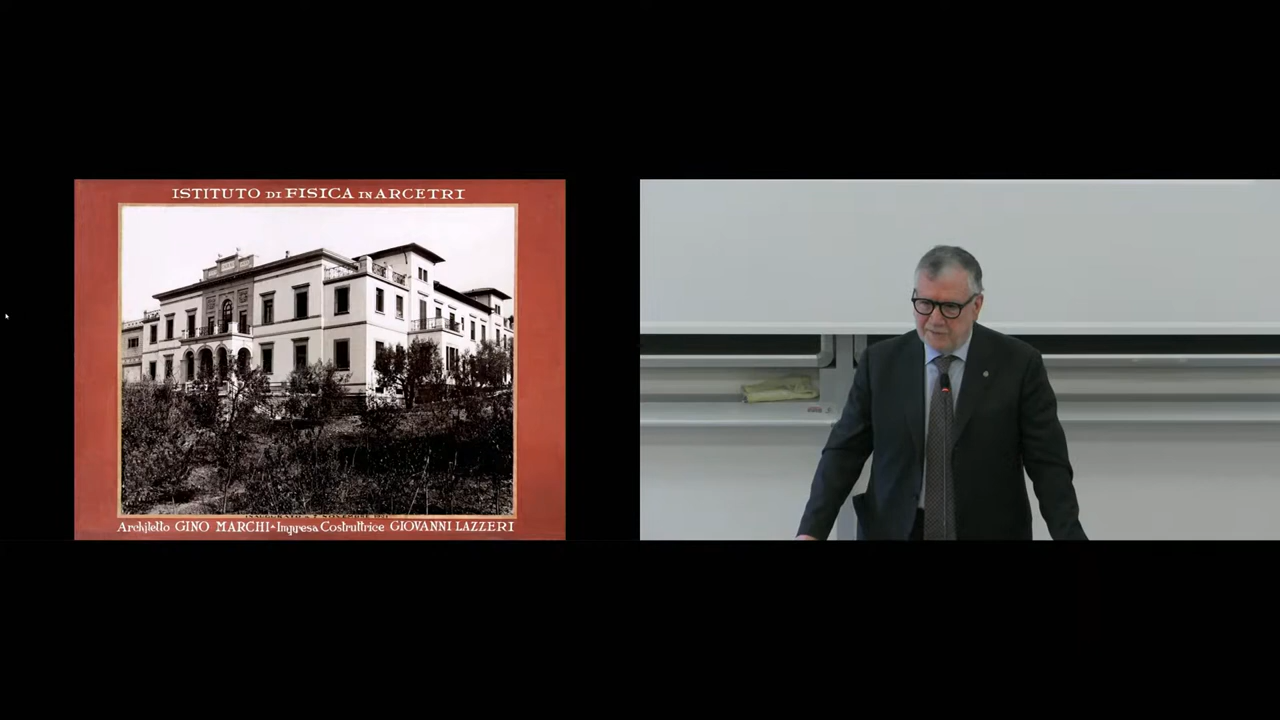 ISTITUTO DI FISICA IN ARCETRI
Architetto GINO MARCHI - Impresa Costruttrice GIOVANNI LAZZERI